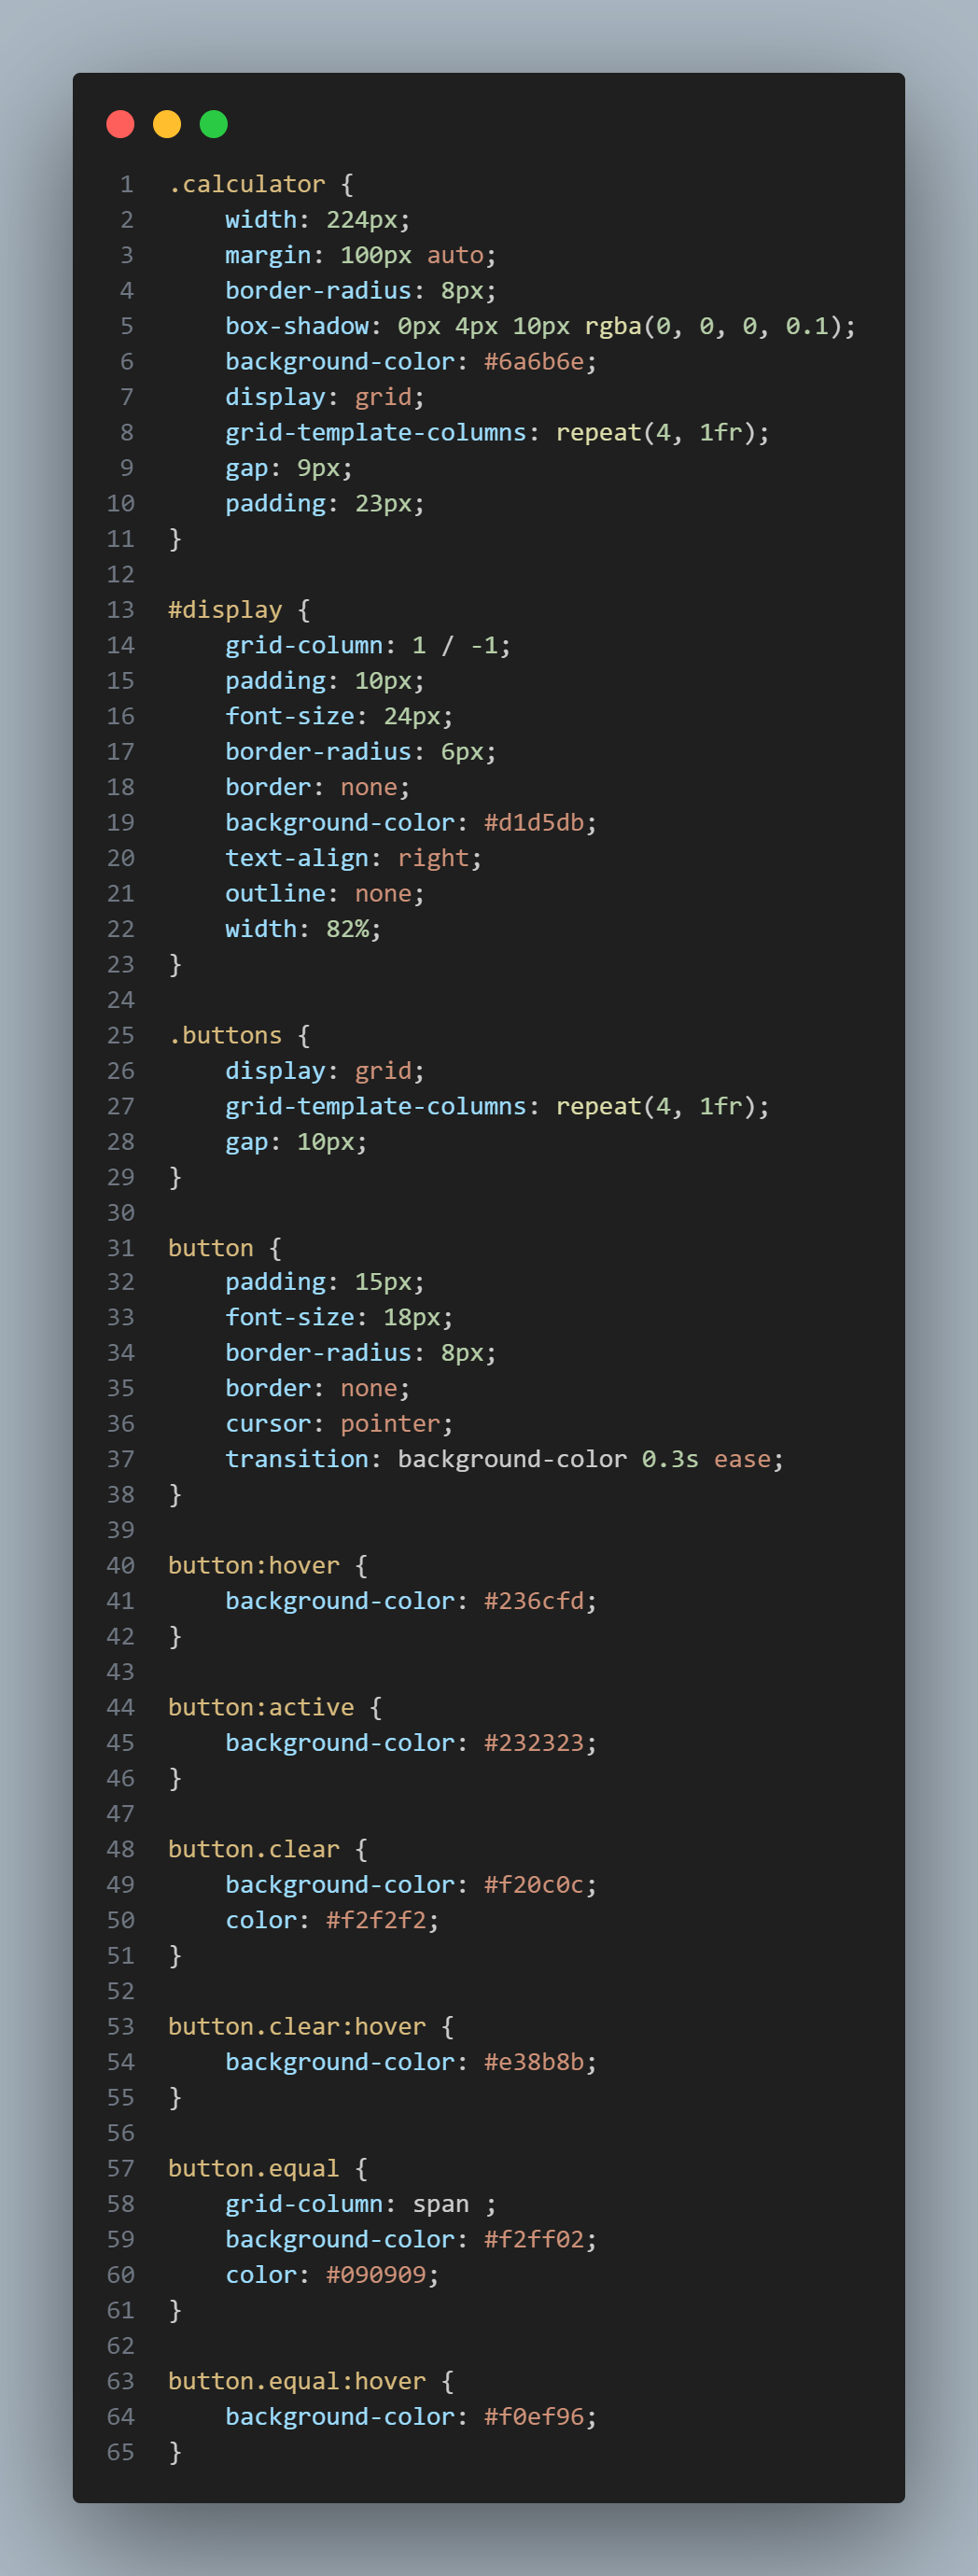 1 .calculator {
2     width: 224px;
3     margin: 100px auto;
4     border-radius: 8px;
5     box-shadow: 0px 4px 10px rgba(0, 0, 0, 0.1);
6     background-color: #6a6b6e;
7     display: grid;
8     grid-template-columns: repeat(4, 1fr);
9     gap: 9px;
10     padding: 23px;
11 }
12
13 #display {
14     grid-column: 1 / -1;
15     padding: 10px;
16     font-size: 24px;
17     border-radius: 6px;
18     border: none;
19     background-color: #d1d5db;
20     text-align: right;
21     outline: none;
22     width: 82%;
23 }
24
25 .buttons {
26     display: grid;
27     grid-template-columns: repeat(4, 1fr);
28     gap: 10px;
29 }
30
31 button {
32     padding: 15px;
33     font-size: 18px;
34     border-radius: 8px;
35     border: none;
36     cursor: pointer;
37     transition: background-color 0.3s ease;
38 }
39
40 button:hover {
41     background-color: #236cfd;
42 }
43
44 button:active {
45     background-color: #232323;
46 }
47
48 button.clear {
49     background-color: #f20c0c;
50     color: #f2f2f2;
51 }
52
53 button.clear:hover {
54     background-color: #e38b8b;
55 }
56
57 button.equal {
58     grid-column: span ;
59     background-color: #f2ff02;
60     color: #090909;
61 }
62
63 button.equal:hover {
64     background-color: #f0ef96;
65 }